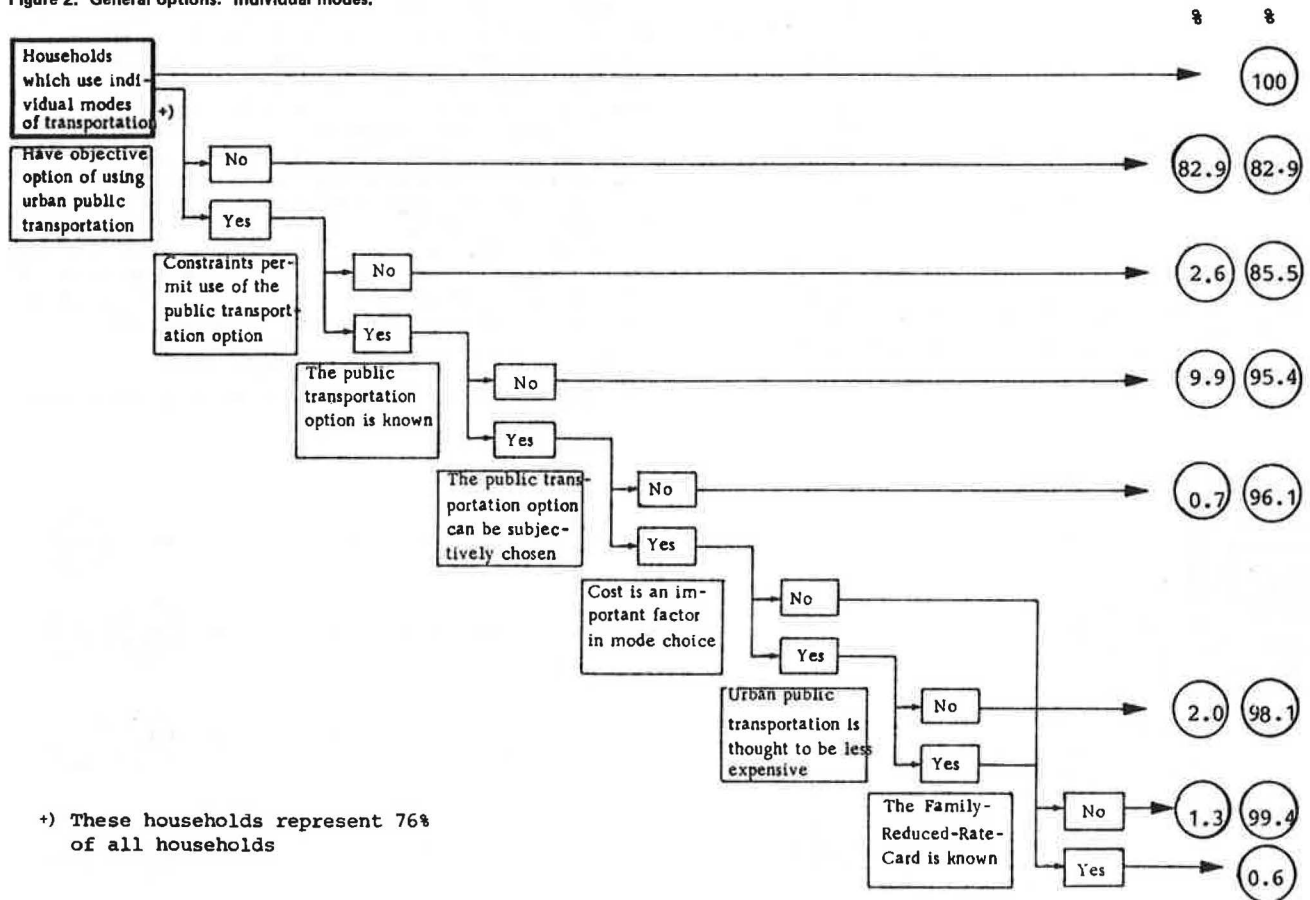 Figure 2. General options: Individual modes.
% %
Households
which use indi-
vidual modes
of transportation
+)
100
Have objective
option of using
urban public
transportation
No
82.9 82.9
Yes
Constraints per-
mit use of the
public transport-
ation option
No
2.6 85.5
Yes
The public
transportation
option is known
No
9.9 95.4
Yes
The public trans-
portation option
can be subjec-
tively chosen
No
0.7 96.1
Yes
Cost is an im-
portant factor
in mode choice
No
Yes
Urban public
transportation is
thought to be less
expensive
No
2.0 98.1
Yes
The Family-
Reduced-Rate-
Card is known
No
1.3 99.4
Yes
0.6
+) These households represent 76%
of all households